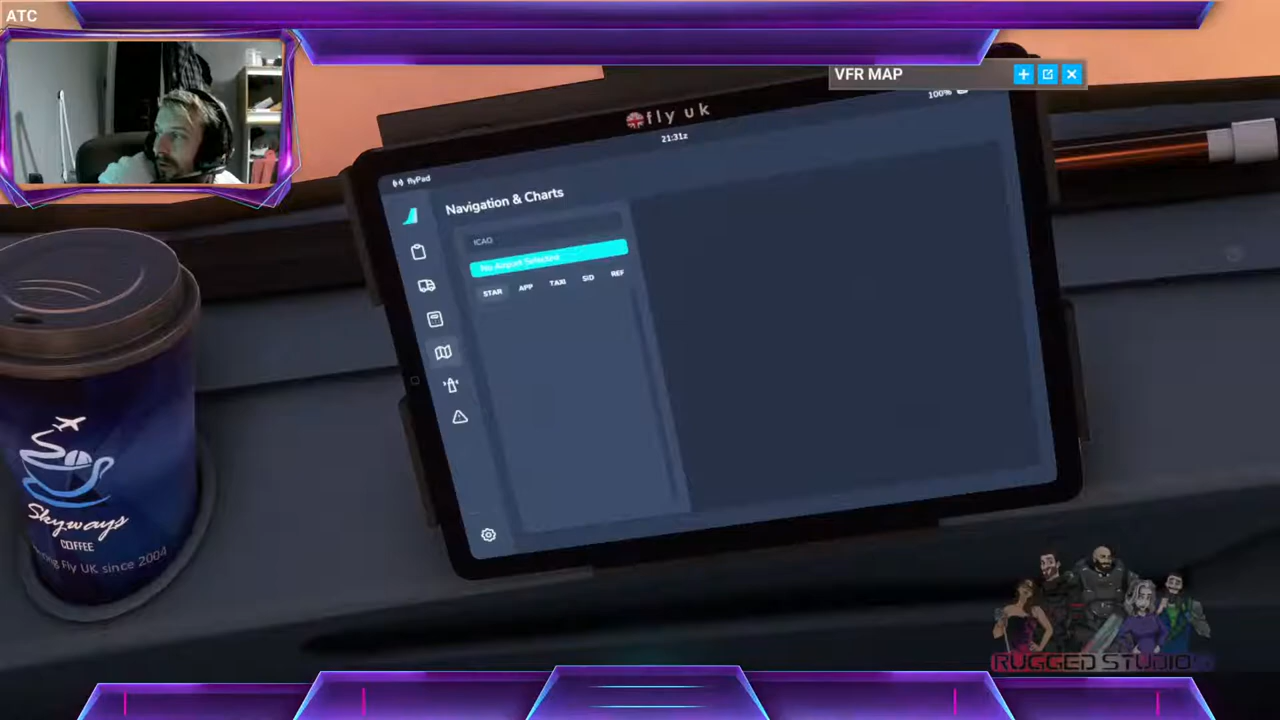 ATC
VFR MAP
100%
fly uk
21:31z
flyPad
Navigation & Charts
ICAO
No Airport Selected
STAR APP TAXI SID REF
Skyways
COFFEE
Fly UK since 2004
RUGGED STUDIOS